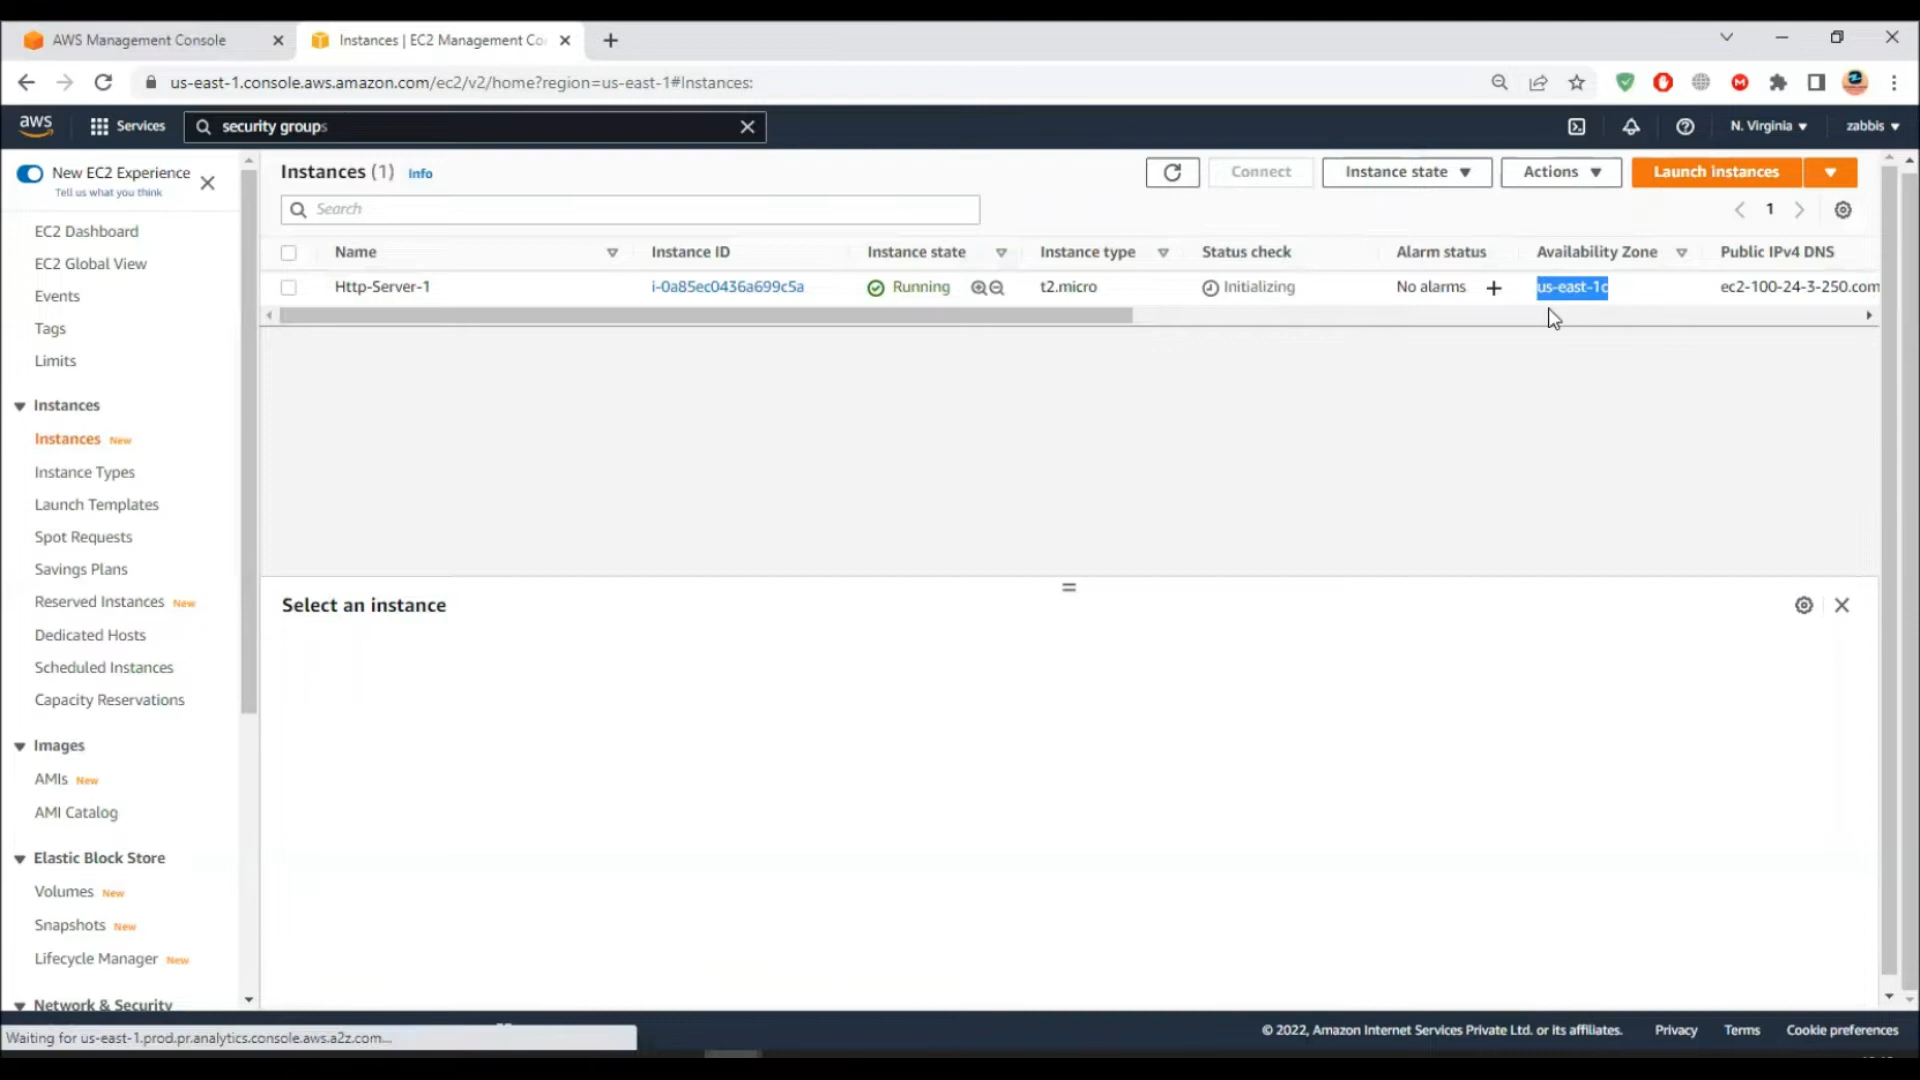 AWS Management Console
Instances | EC2 Management Co
us-east-1.console.aws.amazon.com/ec2/v2/home?region=us-east-1#Instances:
aws
Services
security groups
N. Virginia
zabbis
New EC2 Experience
Tell us what you think
EC2 Dashboard
EC2 Global View
Events
Tags
Limits
Instances
Instances New
Instance Types
Launch Templates
Spot Requests
Savings Plans
Reserved Instances New
Dedicated Hosts
Scheduled Instances
Capacity Reservations
Images
AMIs New
AMI Catalog
Elastic Block Store
Volumes New
Snapshots New
Lifecycle Manager New
Network & Security
Instances (1) Info
Connect
Instance state
Actions
Launch instances
Search
1
Name Instance ID Instance state Instance type Status check Alarm status Availability Zone Public IPv4 DNS
Http-Server-1 i-0a85ec0436a699c5a Running t2.micro Initializing No alarms us-east-1c ec2-100-24-3-250.com
Select an instance
Waiting for us-east-1.prod.pr.analytics.console.aws.a2z.com...
© 2022, Amazon Internet Services Private Ltd. or its affiliates. Privacy Terms Cookie preferences